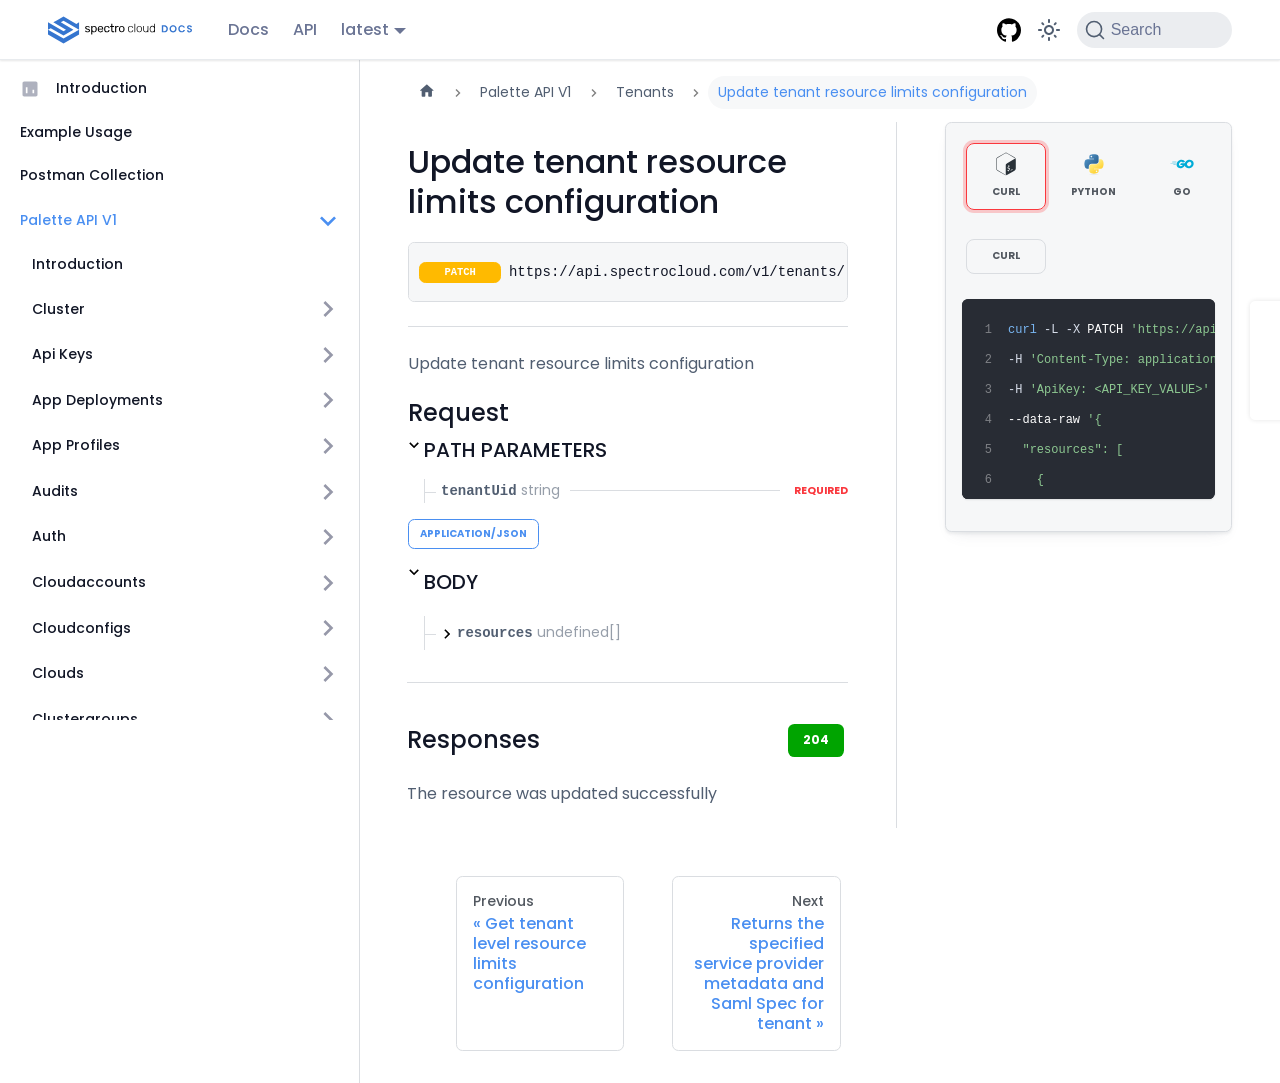 spectro cloud DOCS
Docs
API
latest
Search
Introduction
Example Usage
Postman Collection
Palette API V1
Introduction
Cluster
Api Keys
App Deployments
App Profiles
Audits
Auth
Cloudaccounts
Cloudconfigs
Clouds
Clustergroups
Palette API V1
Tenants
Update tenant resource limits configuration
Update tenant resource
limits configuration
PATCH https://api.spectrocloud.com/v1/tenants/
Update tenant resource limits configuration
Request
PATH PARAMETERS
tenantUid string REQUIRED
APPLICATION/JSON
BODY
resources undefined[]
Responses
204
The resource was updated successfully
CURL
PYTHON
GO
CURL
1 curl -L -X PATCH 'https://api
2 -H 'Content-Type: application
3 -H 'ApiKey: <API_KEY_VALUE>'
4 --data-raw '{
5 "resources": [
6 {
Previous
« Get tenant
level resource
limits
configuration
Next
Returns the
specified
service provider
metadata and
Saml Spec for
tenant »